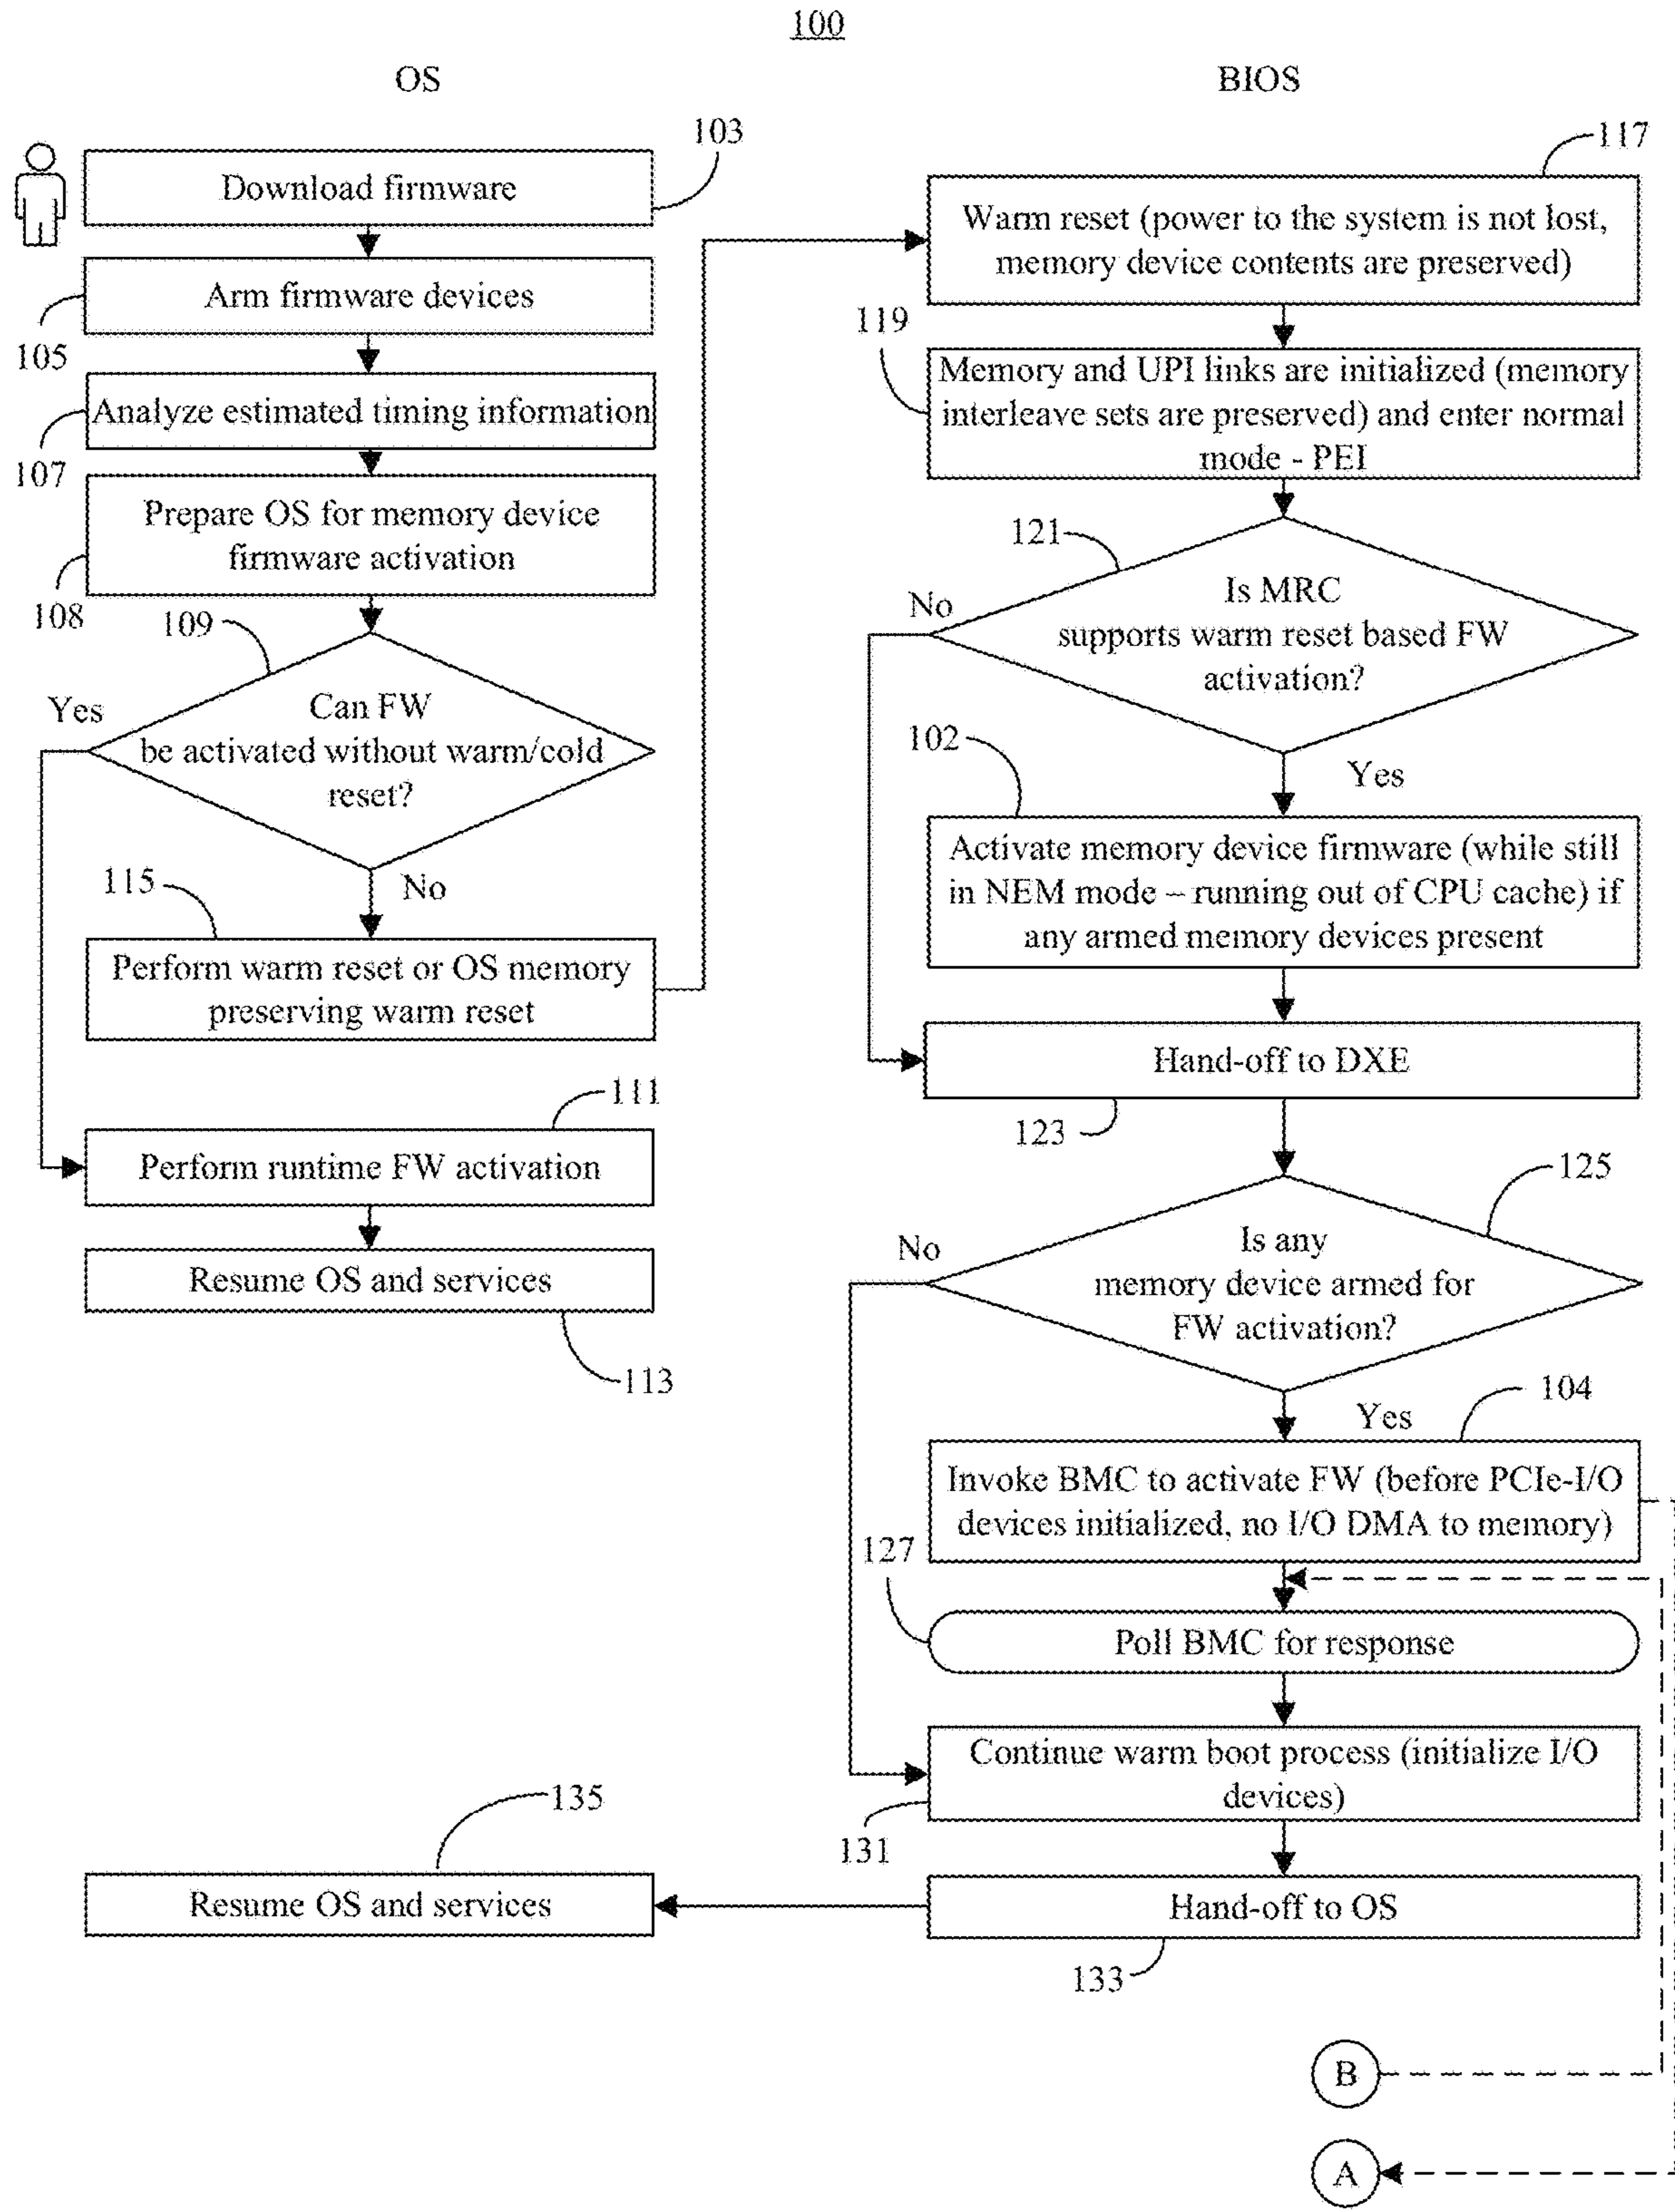 100
OS
103
Download firmware
Arm firmware devices
105
Analyze estimated timing information
107
Prepare OS for memory device
firmware activation
108
109
Can FW
be activated without warm/cold
reset?
Yes
No
115
Perform warm reset or OS memory
preserving warm reset
111
Perform runtime FW activation
Resume OS and services
113
135
Resume OS and services
BIOS
117
Warm reset (power to the system is not lost,
memory device contents are preserved)
119
Memory and UPI links are initialized (memory
interleave sets are preserved) and enter normal
mode - PEI
121
No
Is MRC
supports warm reset based FW
activation?
102
Yes
Activate memory device firmware (while still
in NEM mode – running out of CPU cache) if
any armed memory devices present
Hand-off to DXE
123
125
No
Is any
memory device armed for
FW activation?
104
Yes
Invoke BMC to activate FW (before PCIe-I/O
devices initialized, no I/O DMA to memory)
127
Poll BMC for response
Continue warm boot process (initialize I/O
devices)
131
Hand-off to OS
133
B
A